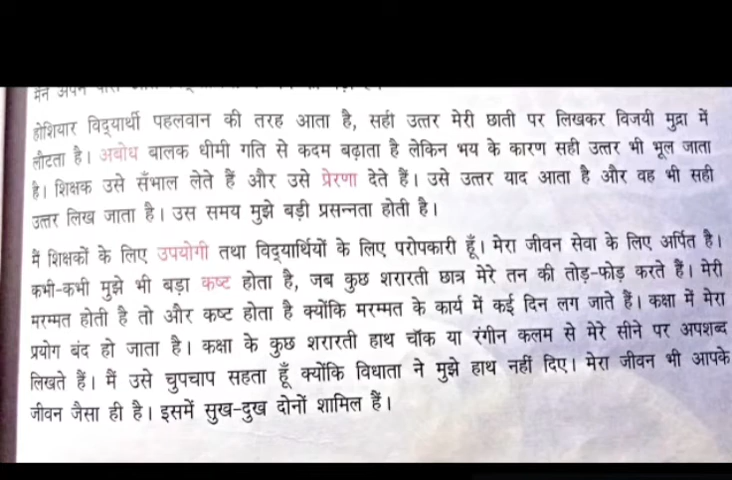 मैंने अपने
होशियार विद्यार्थी पहलवान की तरह आता है, सही उत्तर मेरी छाती पर लिखकर विजयी मुद्रा में
लौटता है। अबोध बालक धीमी गति से कदम बढ़ाता है लेकिन भय के कारण सही उत्तर भी भूल जाता
है। शिक्षक उसे सँभाल लेते हैं और उसे प्रेरणा देते हैं। उसे उत्तर याद आता है और वह भी सही
उत्तर लिख जाता है। उस समय मुझे बड़ी प्रसन्नता होती है।
मैं शिक्षकों के लिए उपयोगी तथा विद्यार्थियों के लिए परोपकारी हूँ। मेरा जीवन सेवा के लिए अर्पित है।
कभी-कभी मुझे भी बड़ा कष्ट होता है, जब कुछ शरारती छात्र मेरे तन की तोड़-फोड़ करते हैं। मेरी
मरम्मत होती है तो और कष्ट होता है क्योंकि मरम्मत के कार्य में कई दिन लग जाते हैं। कक्षा में मेरा
प्रयोग बंद हो जाता है। कक्षा के कुछ शरारती हाथ चॉक या रंगीन कलम से मेरे सीने पर अपशब्द
लिखते हैं। मैं उसे चुपचाप सहता हूँ क्योंकि विधाता ने मुझे हाथ नहीं दिए। मेरा जीवन भी आपके
जीवन जैसा ही है। इसमें सुख-दुख दोनों शामिल हैं।